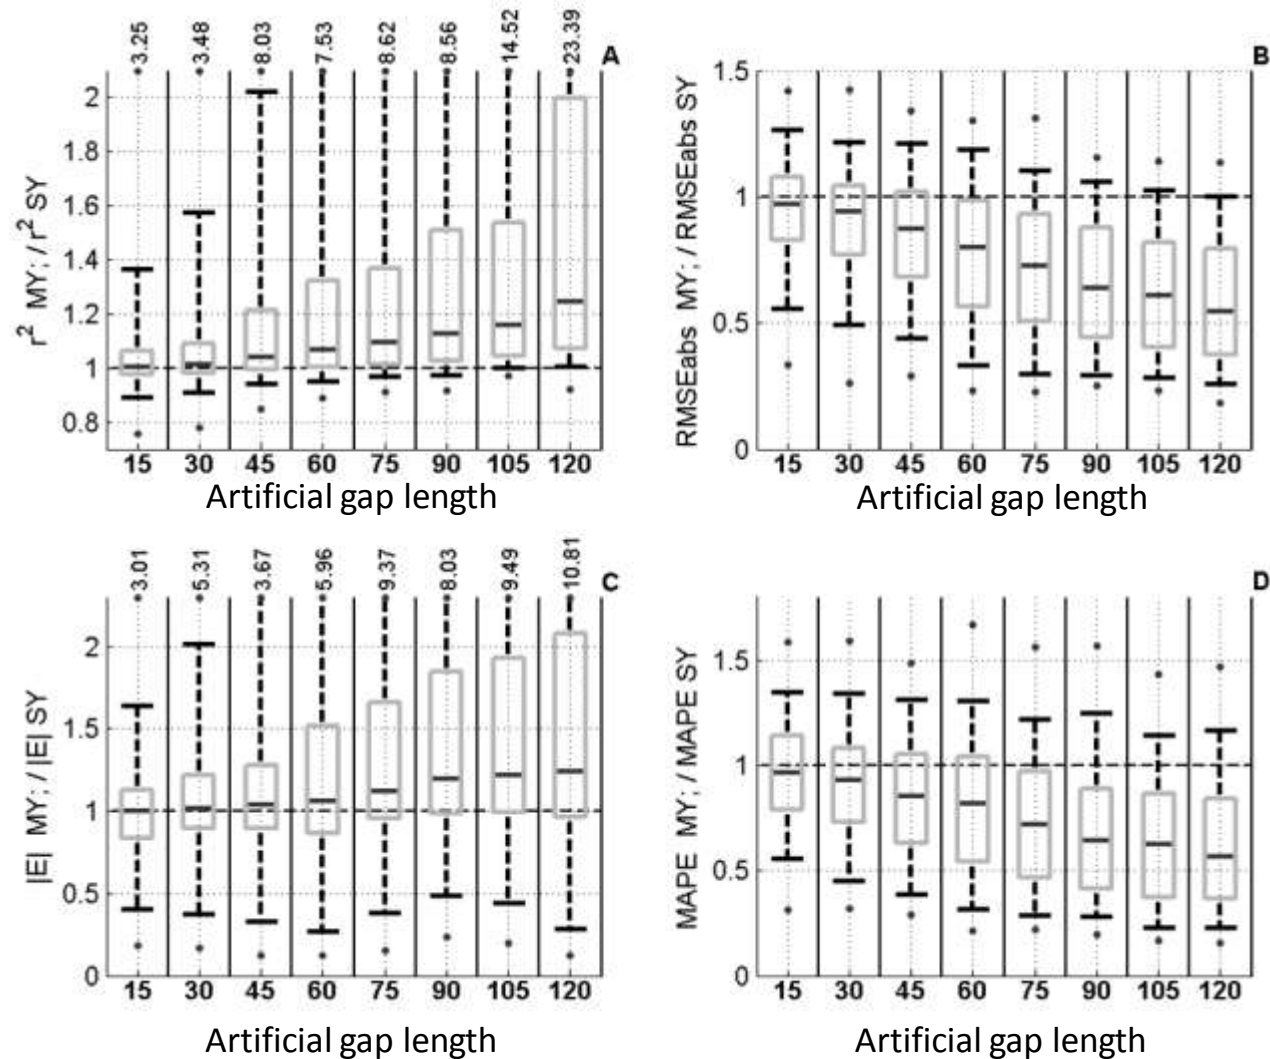 3.25 3.48 8.03 7.53 8.62 8.56 14.52 23.39
A
r² MY; / r² SY
2
1.8
1.6
1.4
1.2
1
0.8
15 30 45 60 75 90 105 120
Artificial gap length
B
RMSEabs MY; / RMSEabs SY
1.5
1
0.5
0
15 30 45 60 75 90 105 120
Artificial gap length
3.01 5.31 3.67 5.96 9.37 8.03 9.49 10.81
C
|E| MY; / |E| SY
2
1.5
1
0.5
0
15 30 45 60 75 90 105 120
Artificial gap length
D
MAPE MY; / MAPE SY
1.5
1
0.5
0
15 30 45 60 75 90 105 120
Artificial gap length